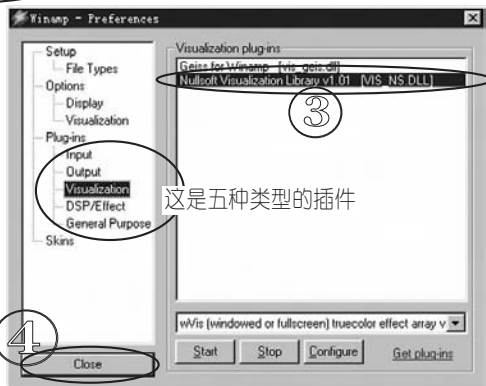 Winamp - Preferences
Setup
File Types
Options
Display
Visualization
Plug-ins
Input
Output
Visualization
DSP/Effect
General Purpose
Skins
Visualization plug-ins
Geiss for Winamp [vis_geis.dll]
Nullsoft Visualization Library v1.01 [VIS_NS.DLL]
③
这是五种类型的插件
wVis (windowed or fullscreen) truecolor effect array v
Start Stop Configure Get plug-ins
④
Close